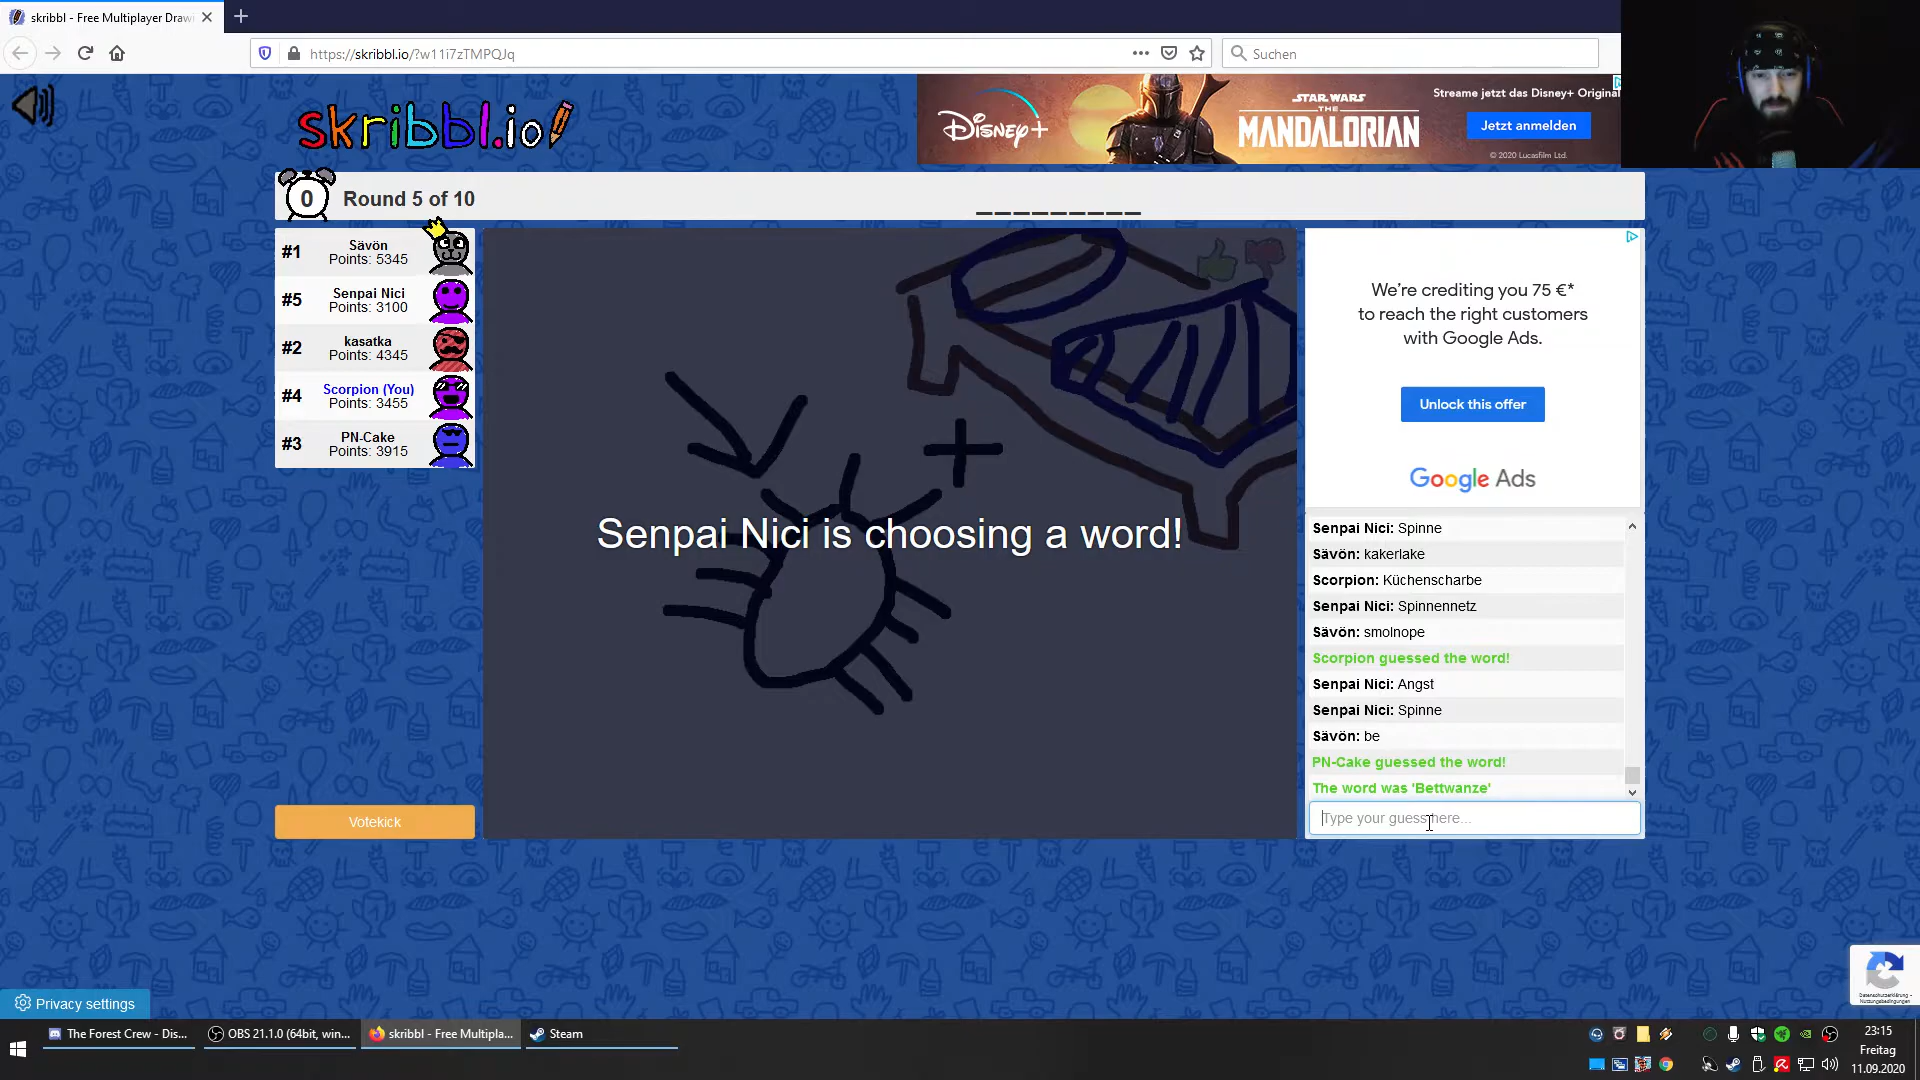 skribbl - Free Multiplayer Drawi
https://skribbl.io/?w11i7zTMPQJq
Suchen
skribbl.io
Disney+
STAR WARS
THE
MANDALORIAN
Streame jetzt das Disney+ Original
Jetzt anmelden
© 2020 Lucasfilm Ltd.
0
Round 5 of 10
_________
#1
Sävön
Points: 5345
#5
Senpai Nici
Points: 3100
#2
kasatka
Points: 4345
#4
Scorpion (You)
Points: 3455
#3
PN-Cake
Points: 3915
Votekick
Senpai Nici is choosing a word!
We're crediting you 75 €*
to reach the right customers
with Google Ads.
Unlock this offer
Google Ads
Senpai Nici: Spinne
Sävön: kakerlake
Scorpion: Küchenscharbe
Senpai Nici: Spinnennetz
Sävön: smolnope
Scorpion guessed the word!
Senpai Nici: Angst
Senpai Nici: Spinne
Sävön: be
PN-Cake guessed the word!
The word was 'Bettwanze'
Type your guess here...
Privacy settings
Datenschutzerklärung -
Nutzungsbedingungen
The Forest Crew - Dis...
OBS 21.1.0 (64bit, win...
skribbl - Free Multipla...
Steam
23:15
Freitag
11.09.2020